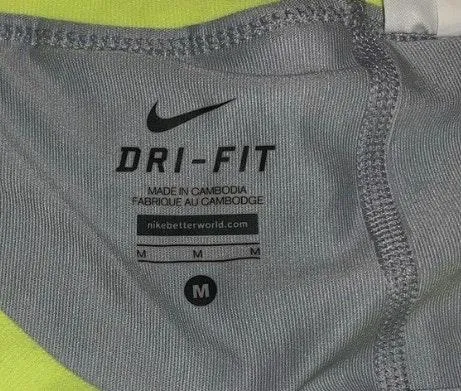 DRI-FIT
MADE IN CAMBODIA
FABRIQUE AU CAMBODGE
nikebetterworld.com
M M M
M